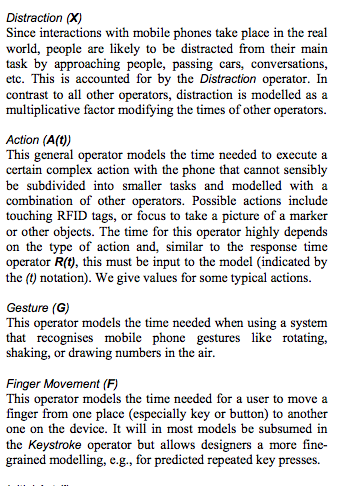 Distraction (X)
Since interactions with mobile phones take place in the real
world, people are likely to be distracted from their main
task by approaching people, passing cars, conversations,
etc. This is accounted for by the Distraction operator. In
contrast to all other operators, distraction is modelled as a
multiplicative factor modifying the times of other operators.
Action (A(t))
This general operator models the time needed to execute a
certain complex action with the phone that cannot sensibly
be subdivided into smaller tasks and modelled with a
combination of other operators. Possible actions include
touching RFID tags, or focus to take a picture of a marker
or other objects. The time for this operator highly depends
on the type of action and, similar to the response time
operator R(t), this must be input to the model (indicated by
the (t) notation). We give values for some typical actions.
Gesture (G)
This operator models the time needed when using a system
that recognises mobile phone gestures like rotating,
shaking, or drawing numbers in the air.
Finger Movement (F)
This operator models the time needed for a user to move a
finger from one place (especially key or button) to another
one on the device. It will in most models be subsumed in
the Keystroke operator but allows designers a more fine-
grained modelling, e.g., for predicted repeated key presses.